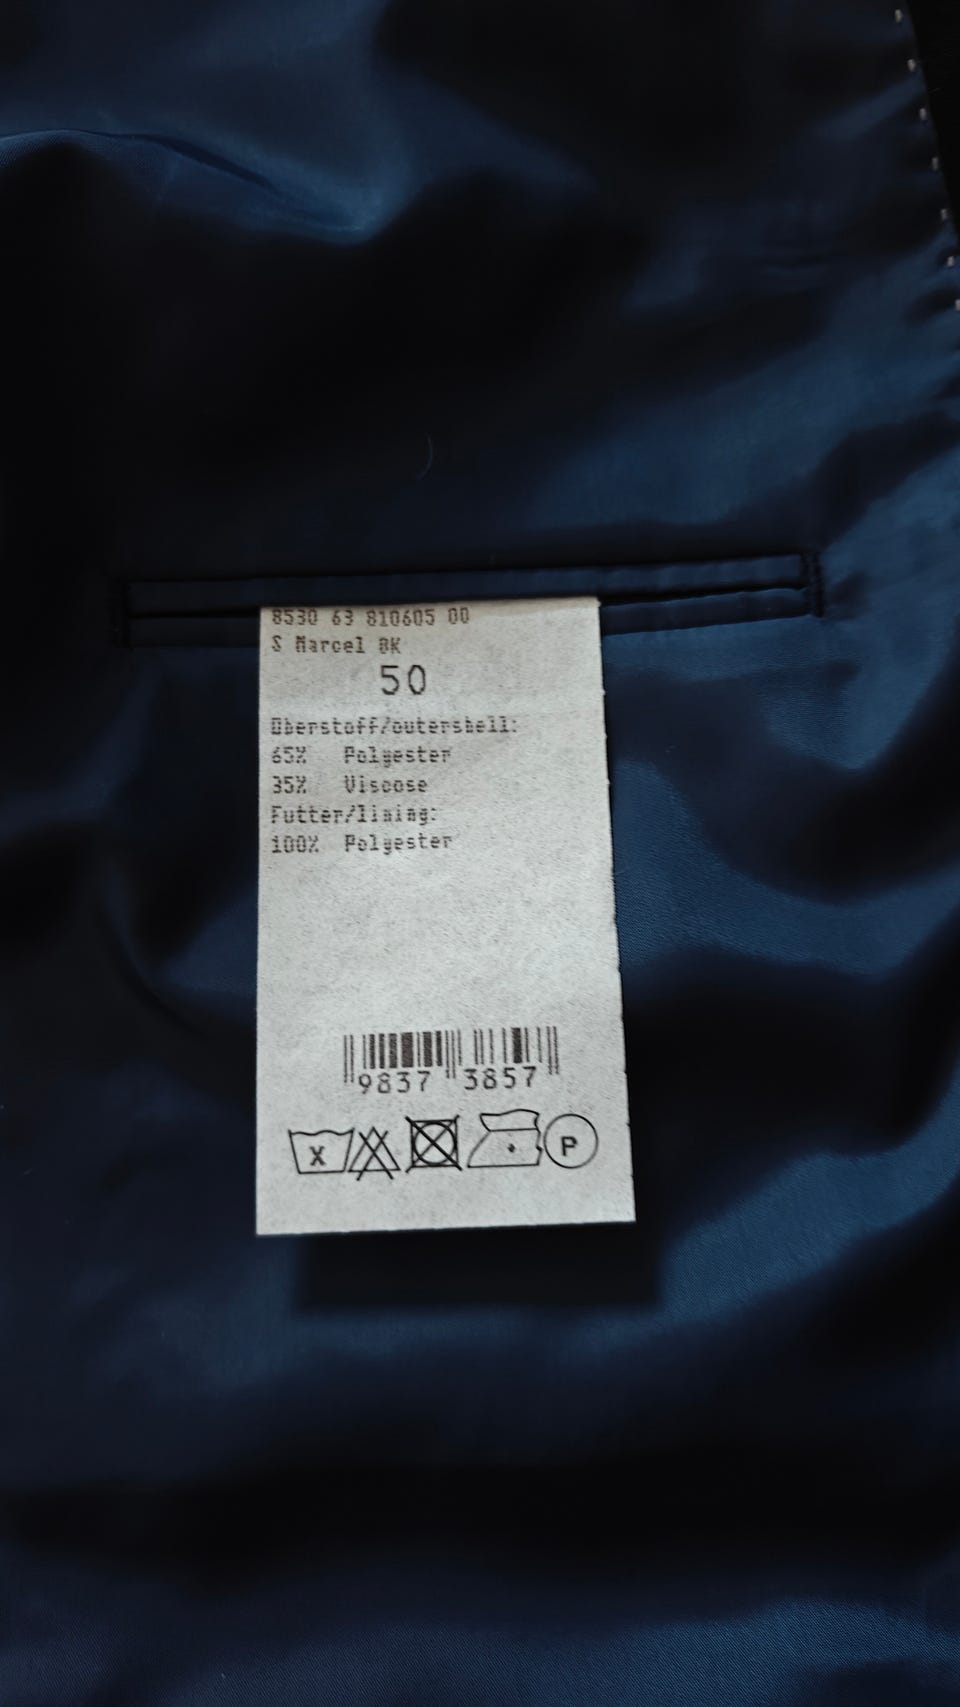 8530 63 810605 00
S Marcel BK
50
Oberstoff/outershell:
65% Polyester
35% Viscose
Futter/lining:
100% Polyester
9837 3857
X
P